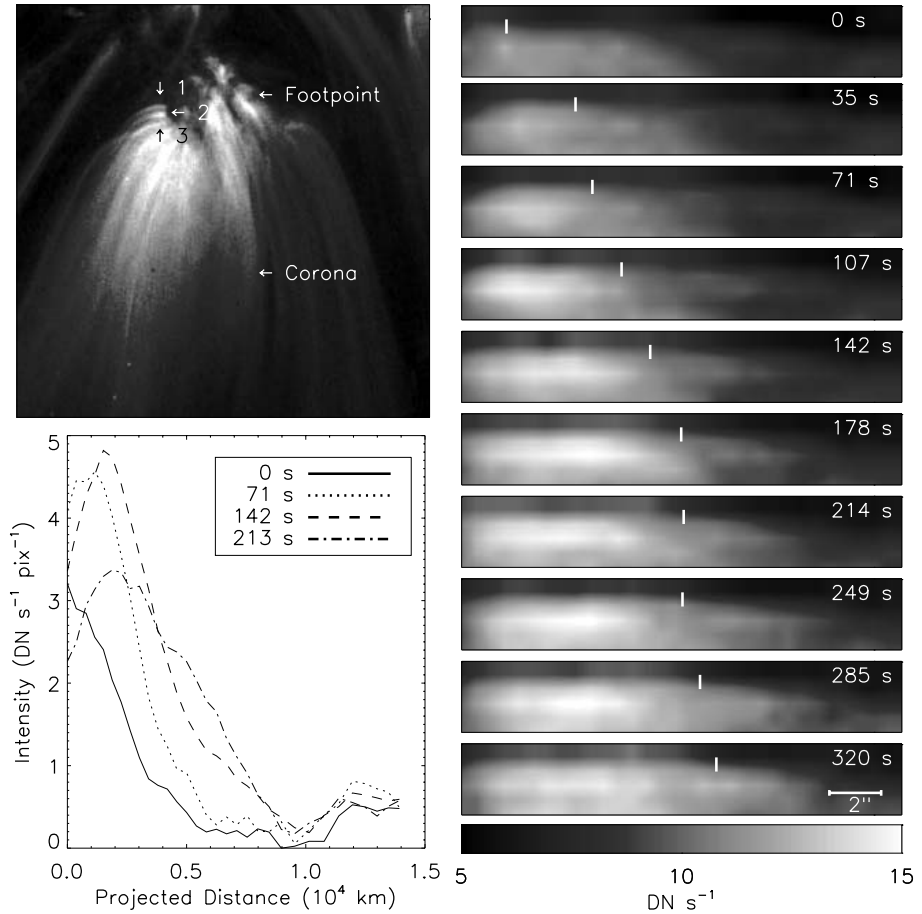 ↓ 1
← Footpoint
← 2
↑ 3
← Corona
0 s
35 s
71 s
107 s
142 s
178 s
214 s
249 s
285 s
320 s
2"
5 10 15
DN s⁻¹
5
4
3
2
1
0
Intensity (DN s⁻¹ pix⁻¹)
0 s
71 s
142 s
213 s
0.0 0.5 1.0 1.5
Projected Distance (10⁴ km)